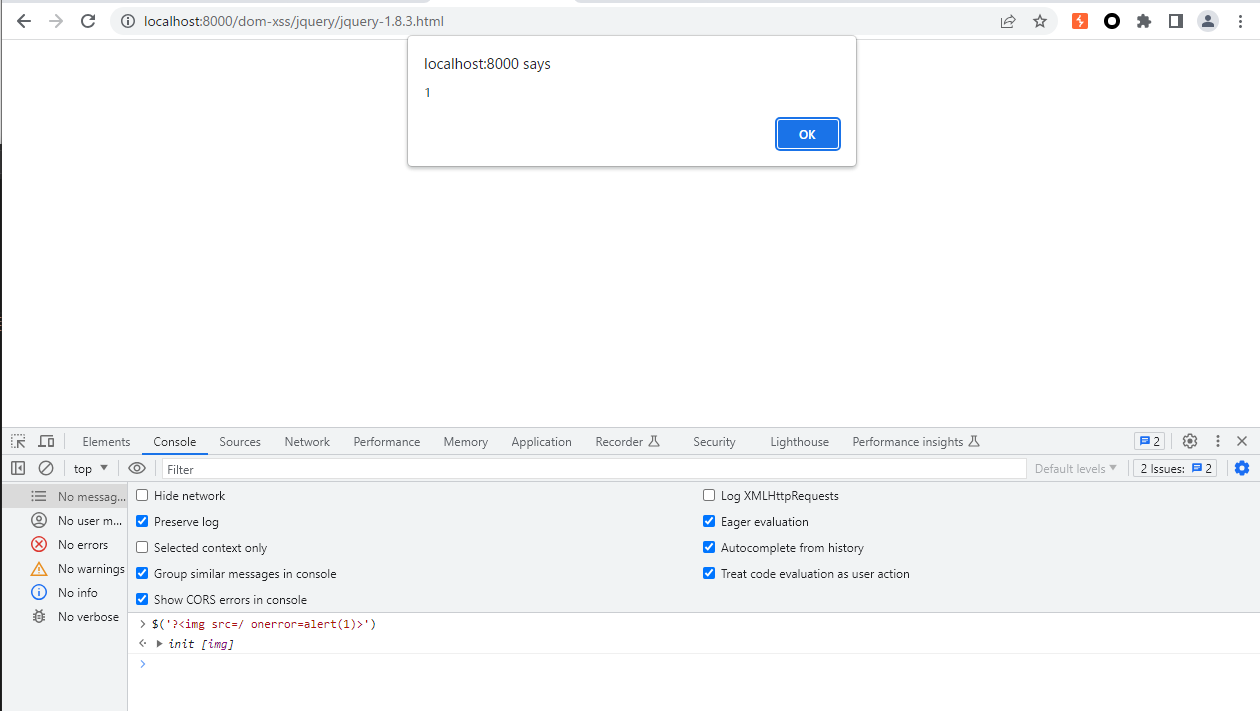 localhost:8000/dom-xss/jquery/jquery-1.8.3.html
localhost:8000 says
1
OK
Elements Console Sources Network Performance Memory Application Recorder Security Lighthouse Performance insights 2
top Filter Default levels 2 Issues: 2
No messag... Hide network Log XMLHttpRequests
No user m... Preserve log Eager evaluation
No errors Selected context only Autocomplete from history
No warnings Group similar messages in console Treat code evaluation as user action
No info Show CORS errors in console
No verbose
$('?<img src=/ onerror=alert(1)>')
init [img]